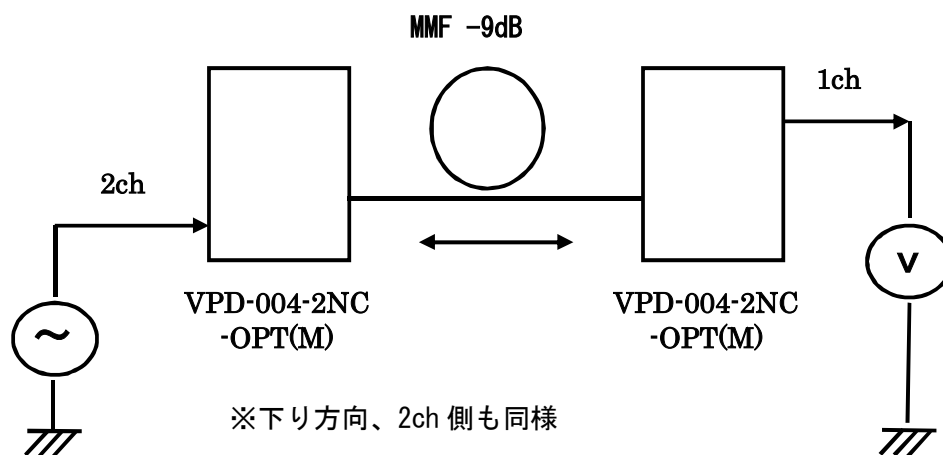 MMF -9dB
1ch
2ch
V
~
VPD-004-2NC
-OPT(M)
VPD-004-2NC
-OPT(M)
※下り方向、2ch 側も同様